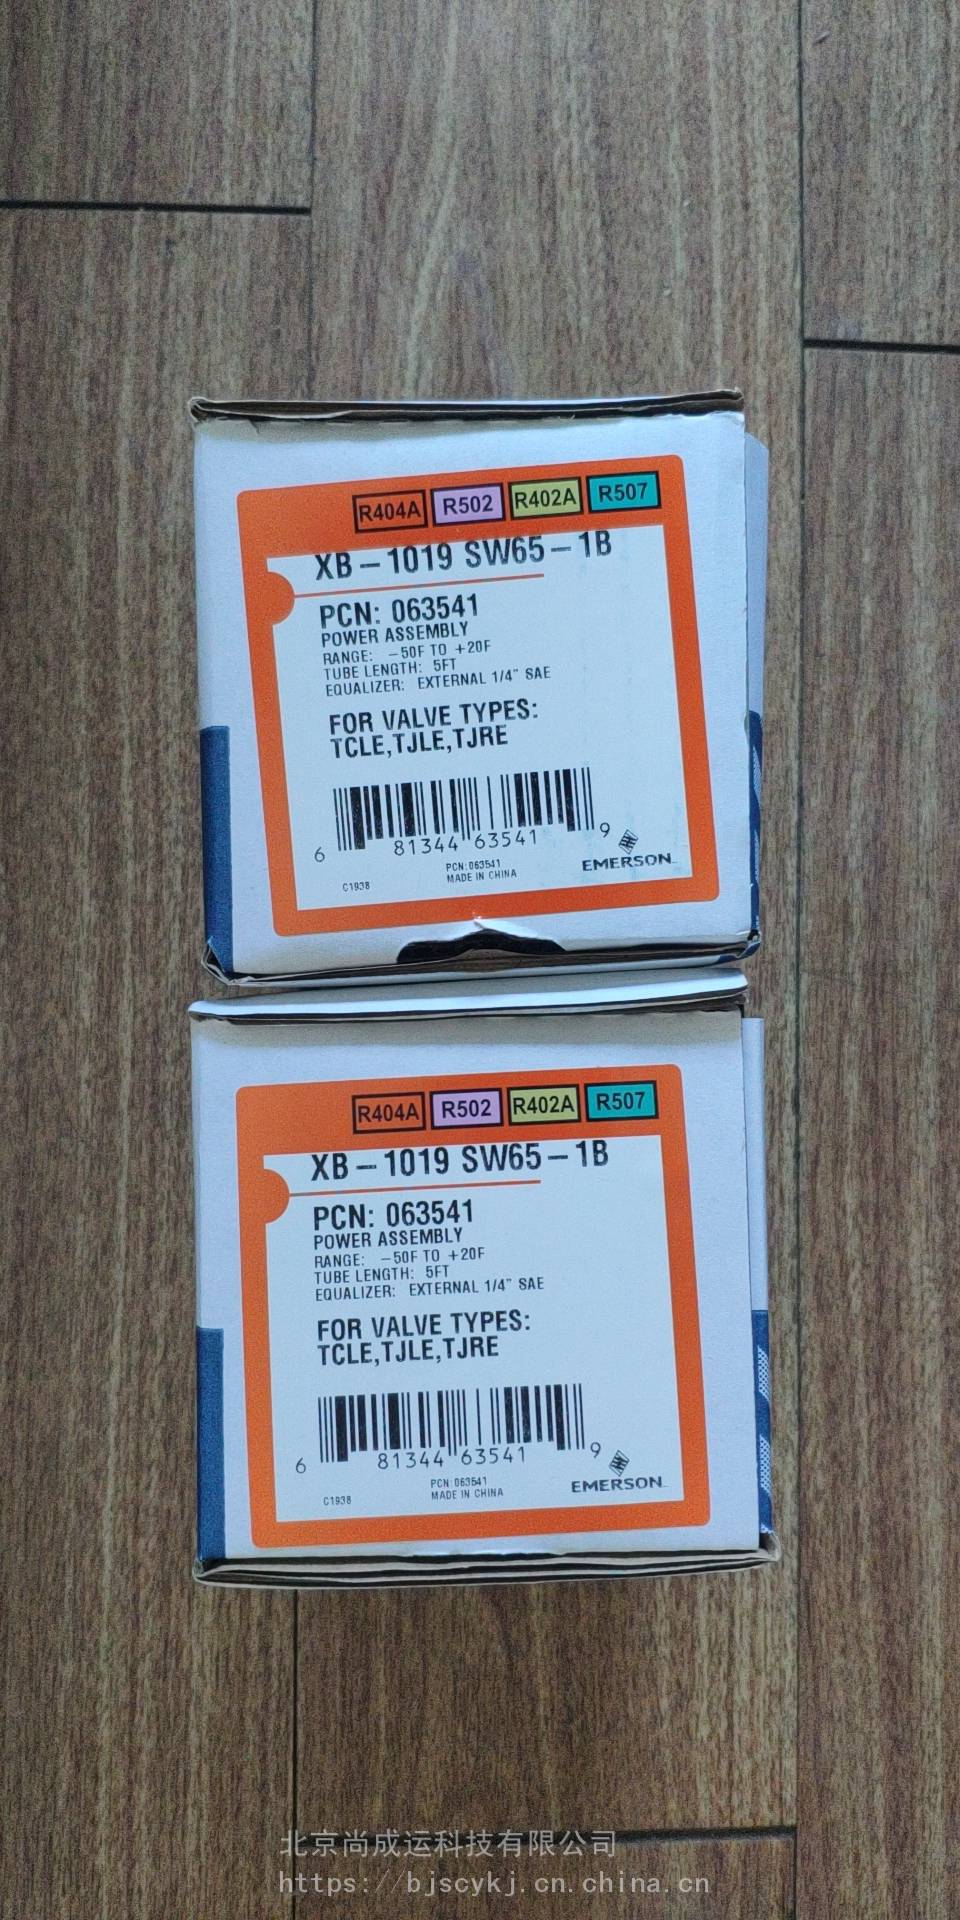 R404A R502 R402A R507
XB-1019 SW65-1B
PCN: 063541
POWER ASSEMBLY
RANGE: -50F TO +20F
TUBE LENGTH: 5FT
EQUALIZER: EXTERNAL 1/4" SAE
FOR VALVE TYPES:
TCLE,TJLE,TJRE
6 81344 63541 9
PCN:063541
MADE IN CHINA
C1938
EMERSON
R404A R502 R402A R507
XB-1019 SW65-1B
PCN: 063541
POWER ASSEMBLY
RANGE: -50F TO +20F
TUBE LENGTH: 5FT
EQUALIZER: EXTERNAL 1/4" SAE
FOR VALVE TYPES:
TCLE,TJLE,TJRE
6 81344 63541 9
PCN:063541
MADE IN CHINA
C1938
EMERSON
北京尚成运科技有限公司
https://bjscykj.cn.china.cn